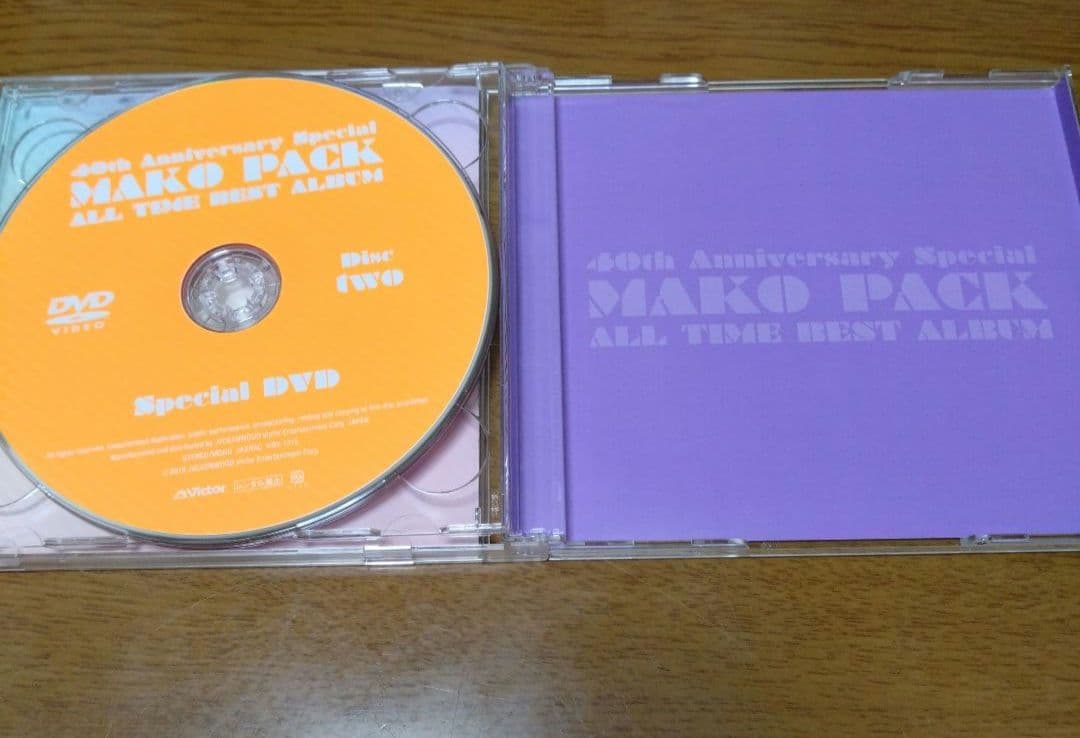 40th Anniversary Special
MAKO PACK
ALL TIME BEST ALBUM
Disc
two
DVD
VIDEO
Special DVD
Victor
40th Anniversary Special
MAKO PACK
ALL TIME BEST ALBUM